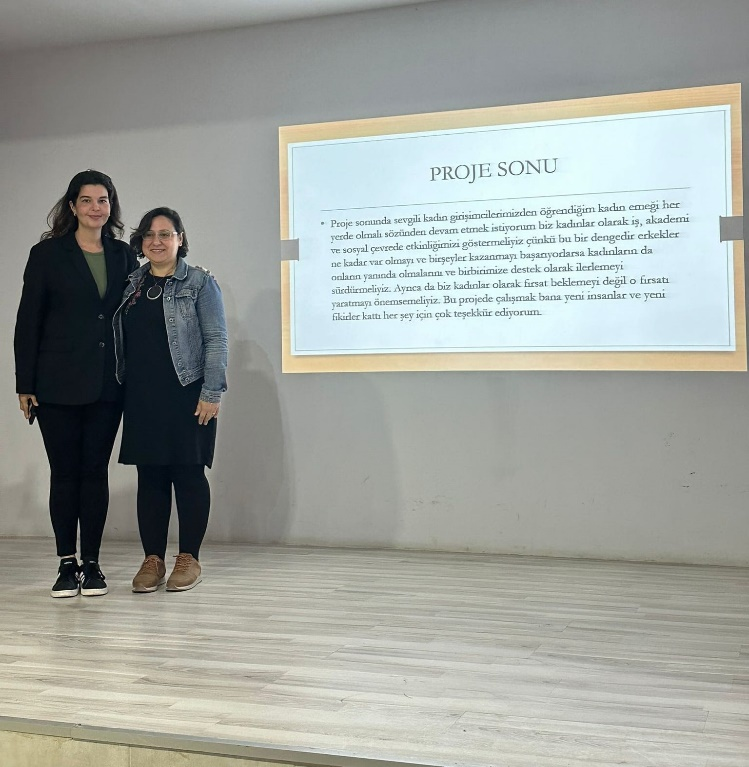 PROJE SONU
• Proje sonunda sevgili kadın girişimcilerimizden öğrendiğim kadın emeği her
yerde olmalı sözünden devam etmek istiyorum biz kadınlar olarak iş, akademi
ve sosyal çevrede etkinliğimizi göstermeliyiz çünkü bu bir dengedir erkekler
ne kadar var olmayı ve birşeyler kazanmayı başarıyorlarsa kadınların da
onların yanında olmalarını ve birbirimize destek olarak ilerlemeyi
sürdürmeliyiz. Ayrıca da biz kadınlar olarak fırsat beklemeyi değil o fırsatı
yaratmayı önemsemeliyiz. Bu projede çalışmak bana yeni insanlar ve yeni
fikirler kattı her şey için çok teşekkür ediyorum.